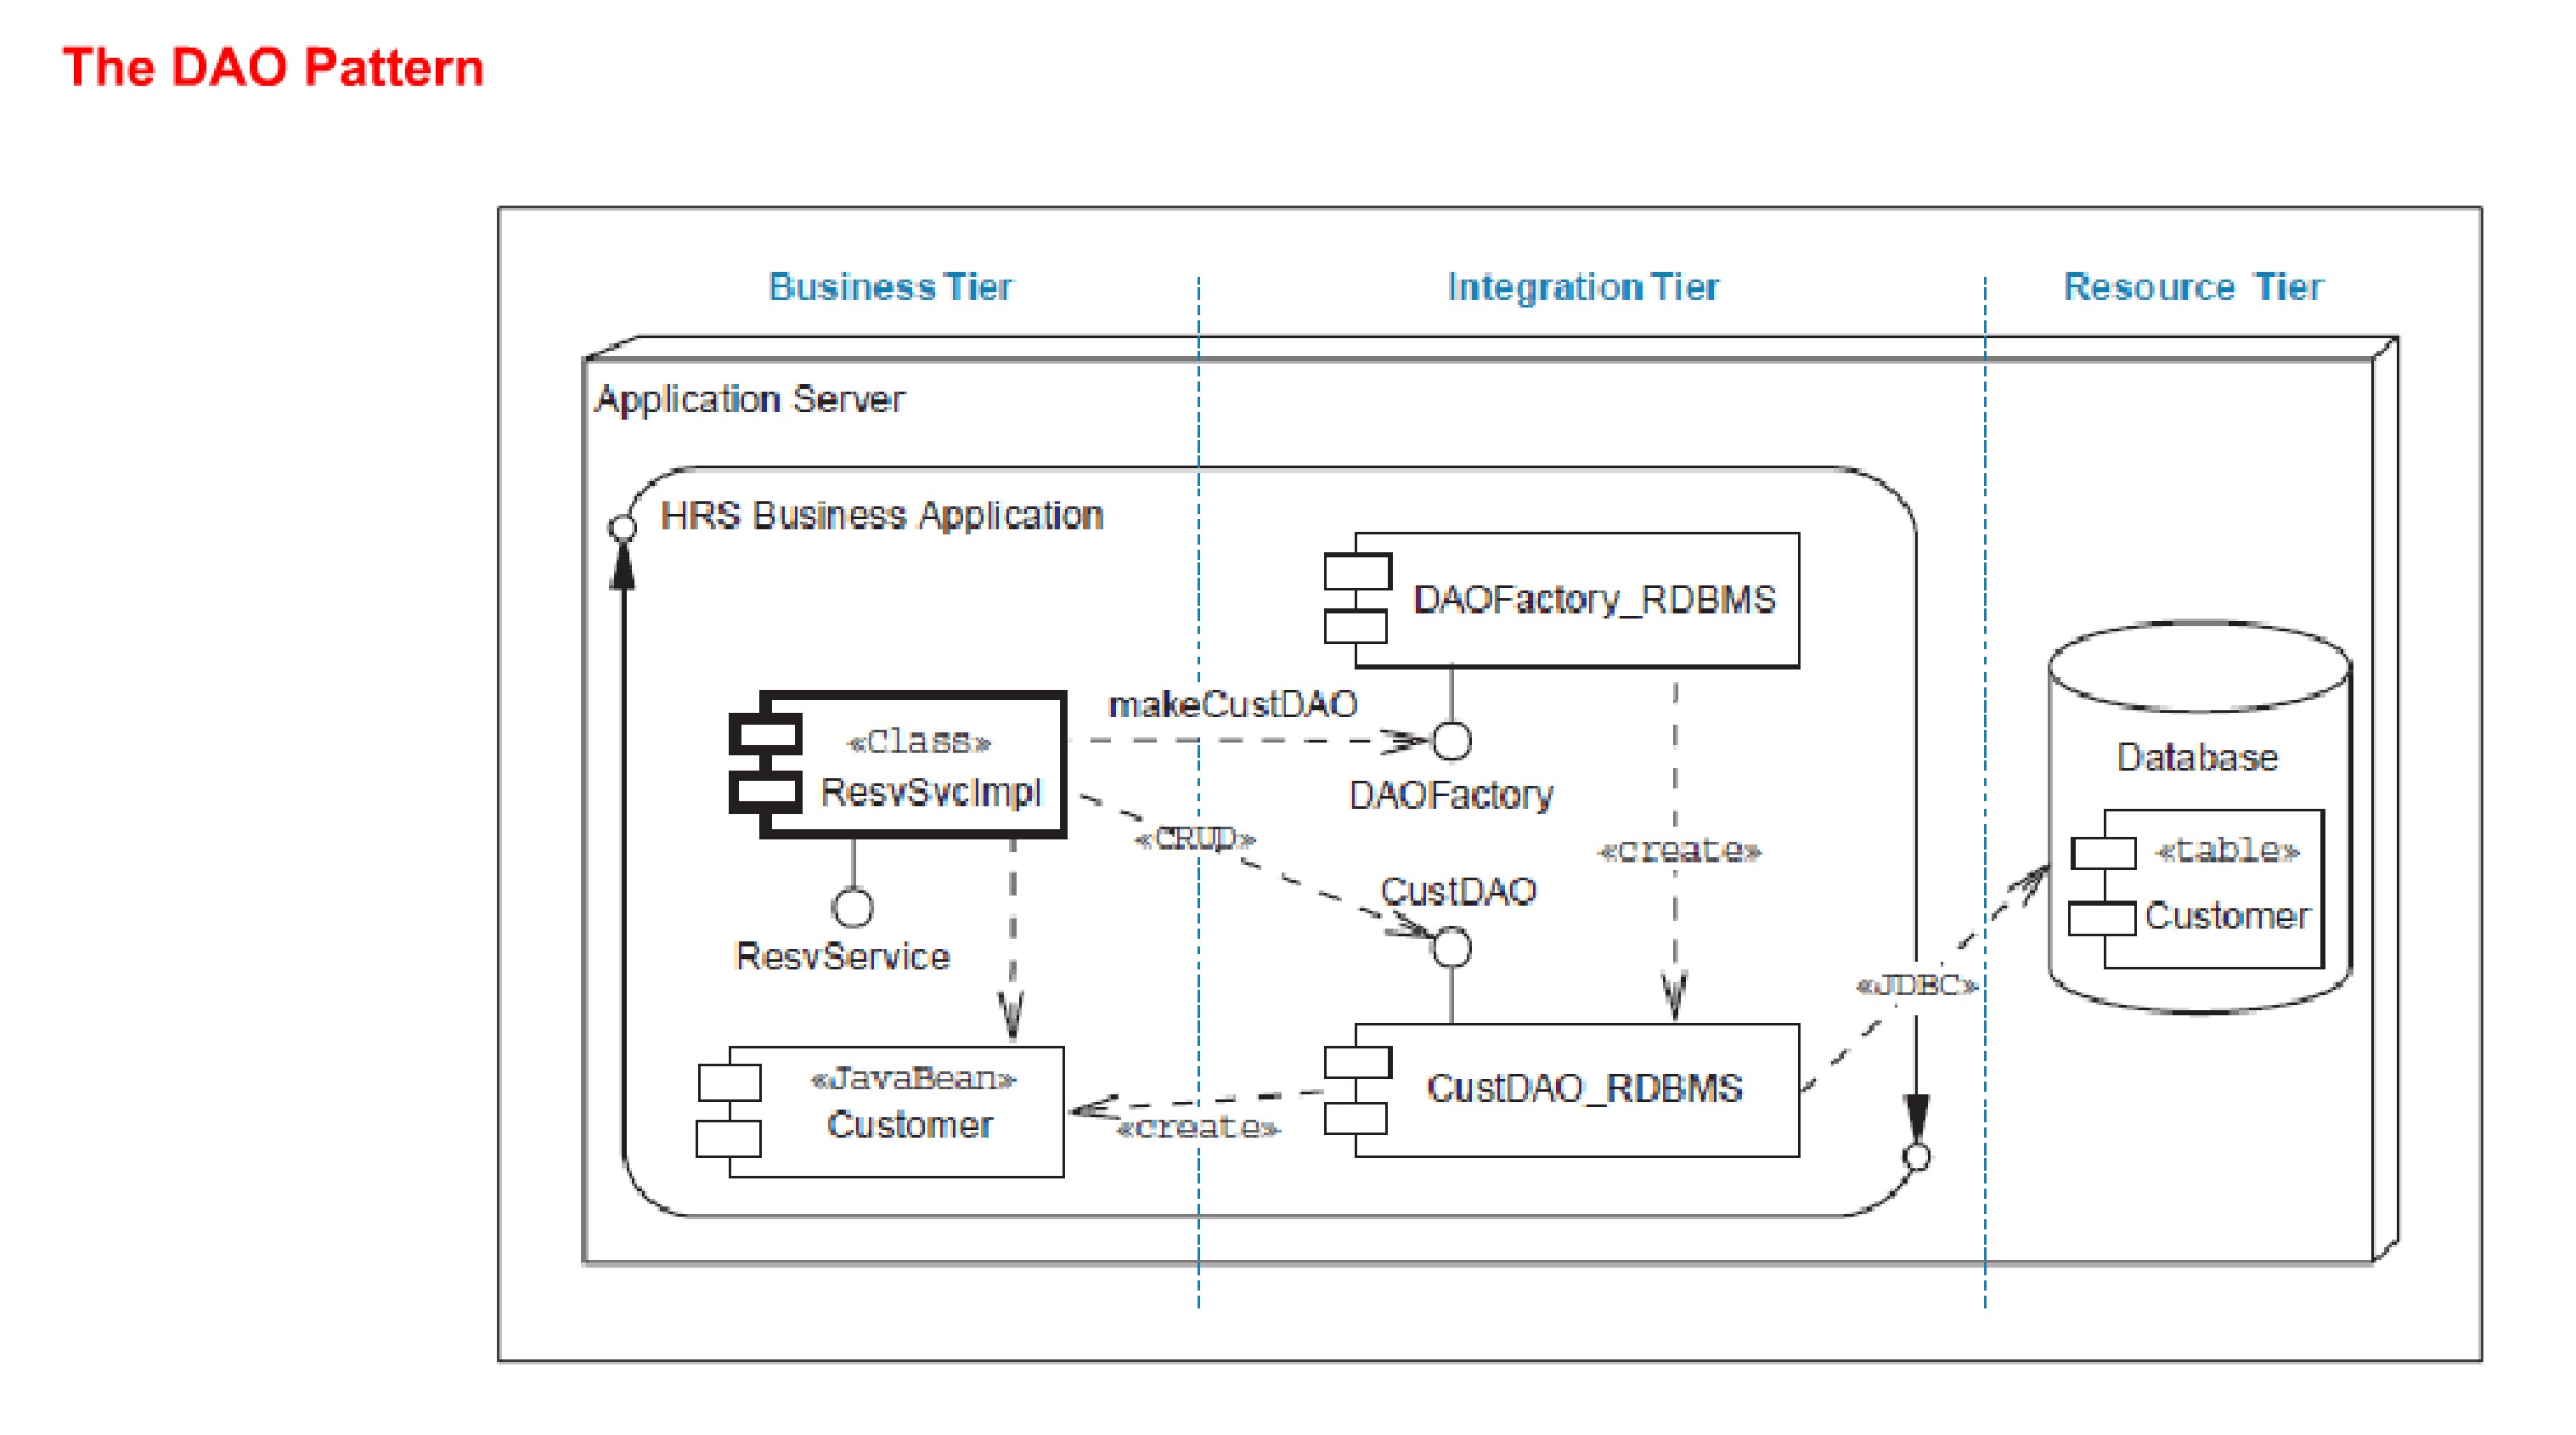 The DAO Pattern
Business Tier
Integration Tier
Resource Tier
Application Server
HRS Business Application
DAOFactory_RDBMS
makeCustDAO
«Class»
ResvSvcImpl
DAOFactory
«CRUD»
«create»
CustDAO
ResvService
Database
«table»
Customer
«JDBC»
«JavaBean»
Customer
«create»
CustDAO_RDBMS